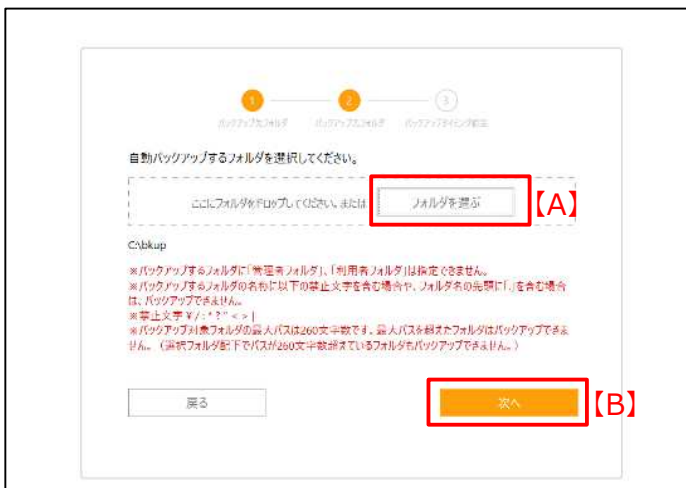 1
2
3
自動バックアップするフォルダを選択してください。
ここにフォルダをドロップしてください。または
フォルダを選ぶ
【A】
C:\bkup
※バックアップするフォルダに「管理者フォルダ」、「利用者フォルダ」は指定できません。
※バックアップするフォルダの名称に以下の禁止文字を含む場合や、フォルダ名の先頭に「.」を含む場合
は、バックアップできません。
※禁止文字 ¥ / : * ? " < > |
※バックアップ対象フォルダの最大パスは260文字数です。最大パスを超えたフォルダはバックアップできま
せん。（選択フォルダ配下でパスが260文字数超えているフォルダもバックアップできません。）
戻る
次へ
【B】